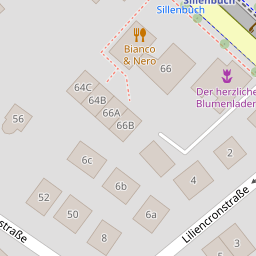 Sillenbuch
Sillenbuch
Bianco
& Nero
66
Der herzliche
Blumenladen
64C
64B
66A
66B
56
6c
2
4
6b
52
50
6a
8
3
5
Liliencronstraße
straße